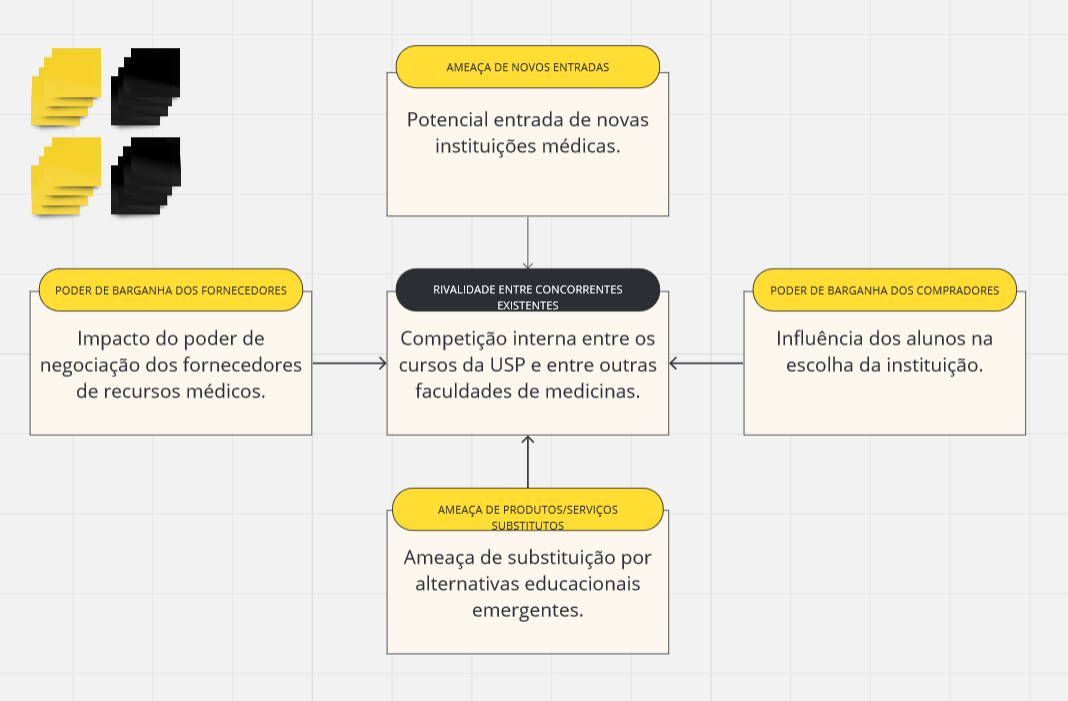 AMEAÇA DE NOVOS ENTRADAS
Potencial entrada de novas
instituições médicas.
PODER DE BARGANHA DOS FORNECEDORES
Impacto do poder de
negociação dos fornecedores
de recursos médicos.
RIVALIDADE ENTRE CONCORRENTES
EXISTENTES
Competição interna entre os
cursos da USP e entre outras
faculdades de medicinas.
PODER DE BARGANHA DOS COMPRADORES
Influência dos alunos na
escolha da instituição.
AMEAÇA DE PRODUTOS/SERVIÇOS
SUBSTITUTOS
Ameaça de substituição por
alternativas educacionais
emergentes.